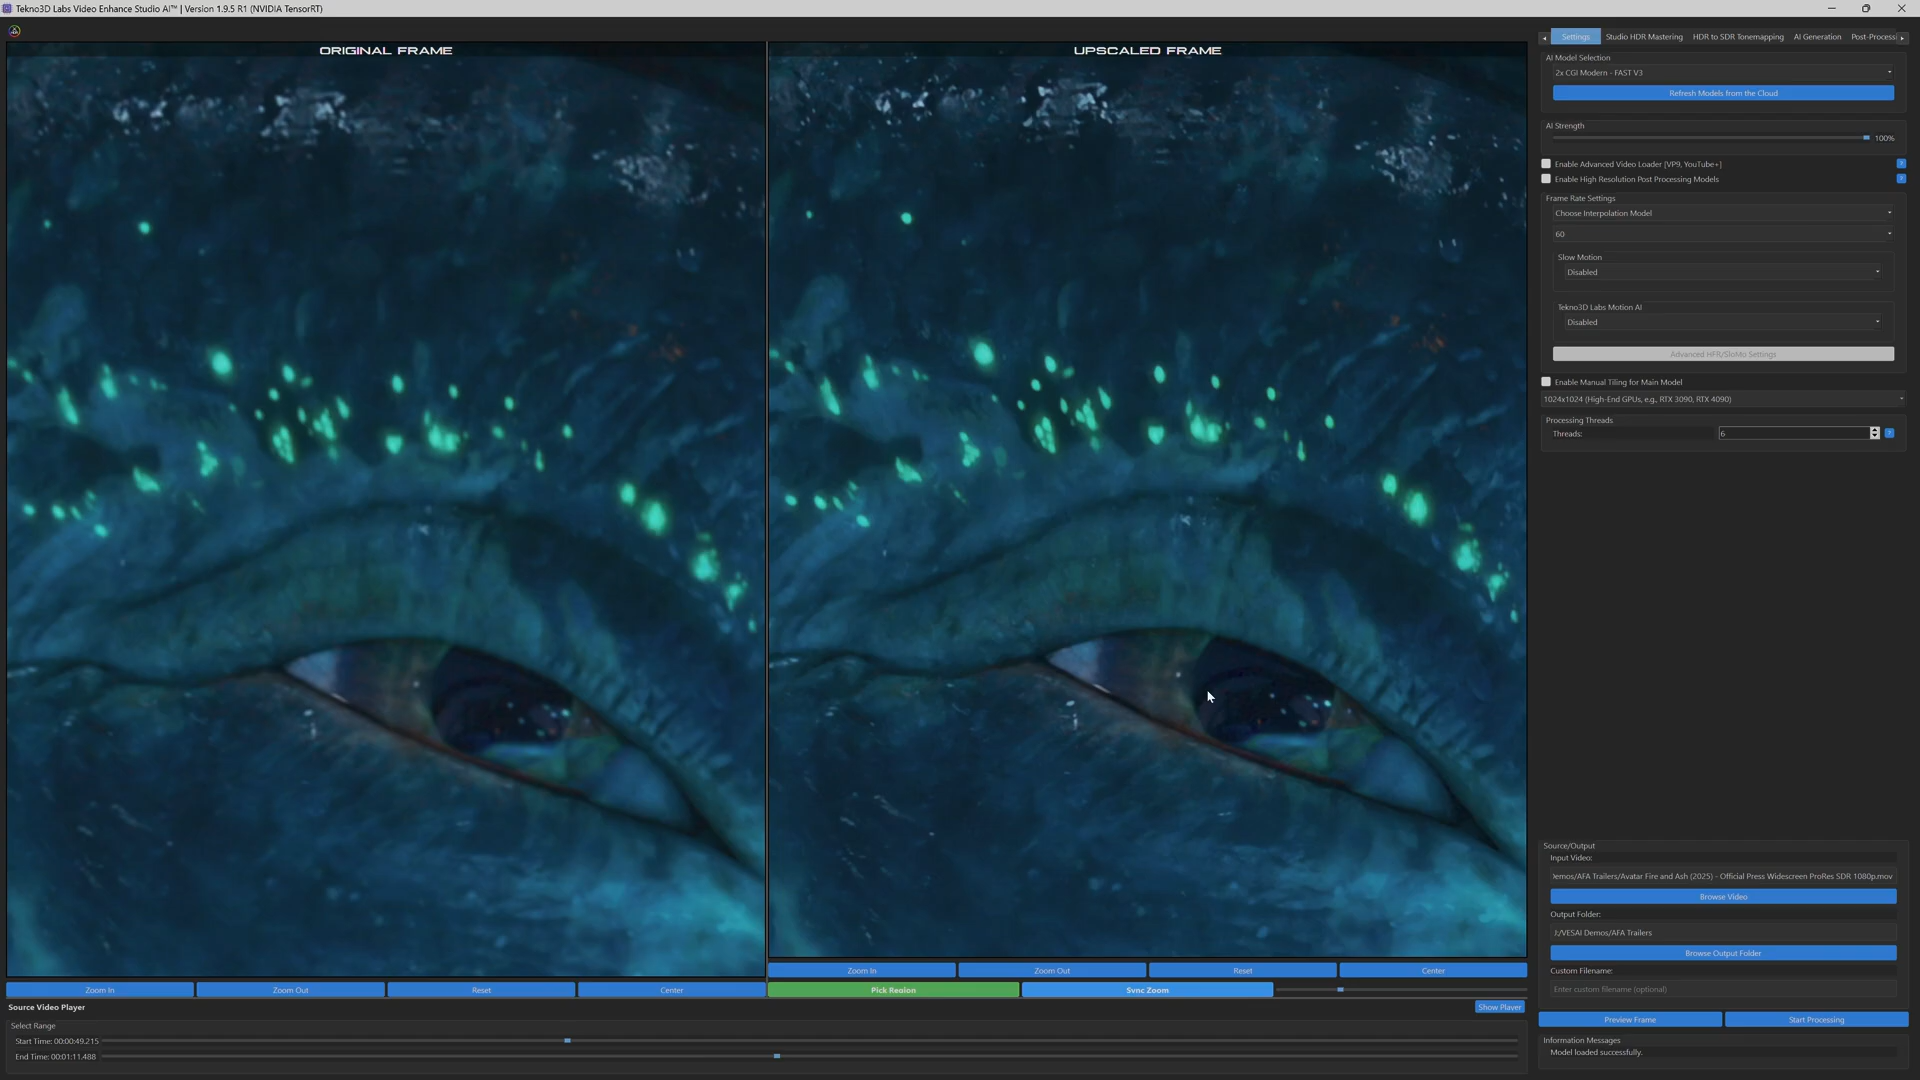 Tekno3D Labs Video Enhance Studio AI™ | Version 1.9.5 R1 (NVIDIA TensorRT)
ORIGINAL FRAME
UPSCALED FRAME
Settings
Studio HDR Mastering
HDR to SDR Tonemapping
AI Generation
Post-Process
AI Model Selection
2x CGI Modern - FAST V3
Refresh Models from the Cloud
AI Strength
100%
Enable Advanced Video Loader [VP9, YouTube+]
?
Enable High Resolution Post Processing Models
?
Frame Rate Settings
Choose Interpolation Model
60
Slow Motion
Disabled
Tekno3D Labs Motion AI
Disabled
Advanced HFR/SloMo Settings
Enable Manual Tiling for Main Model
1024x1024 (High-End GPUs, e.g., RTX 3090, RTX 4090)
Processing Threads
Threads:
6
?
Source/Output
Input Video:
Demos/AFA Trailers/Avatar Fire and Ash (2025) - Official Press Widescreen ProRes SDR 1080p.mov
Browse Video
Output Folder:
J:/VESAI Demos/AFA Trailers
Browse Output Folder
Custom Filename:
Enter custom filename (optional)
Preview Frame
Start Processing
Information Messages
Model loaded successfully.
Zoom In
Zoom Out
Reset
Center
Zoom In
Zoom Out
Reset
Center
Pick Region
Sync Zoom
Source Video Player
Show Player
Select Range
Start Time: 00:00:49.215
End Time: 00:01:11.488